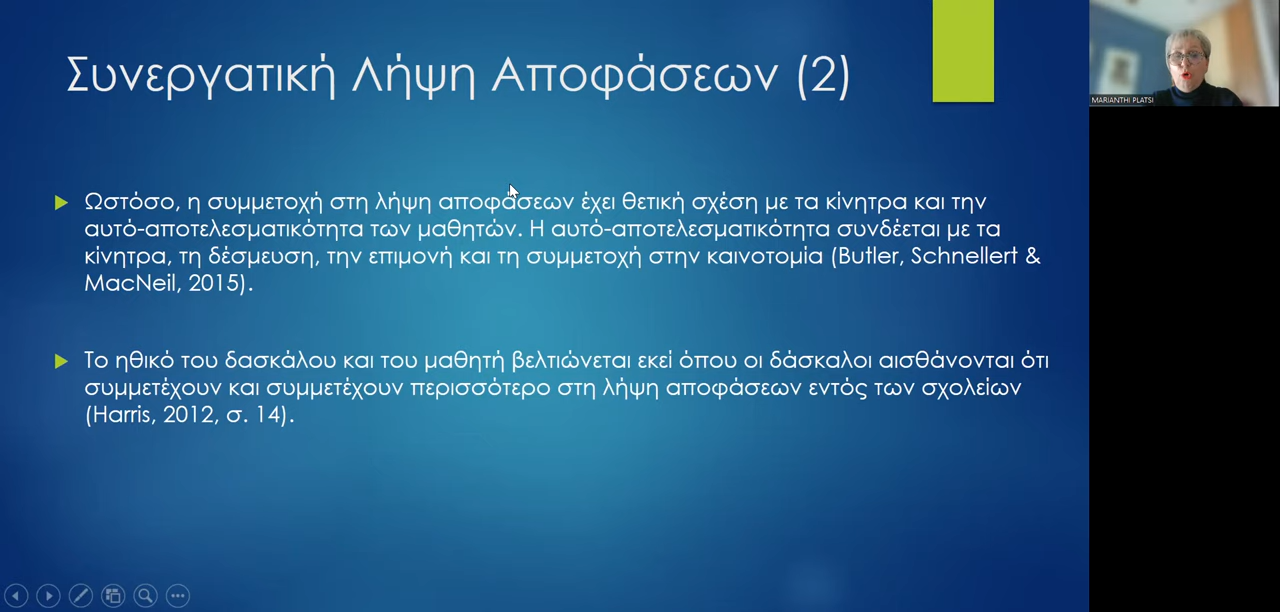 Συνεργατική Λήψη Αποφάσεων (2)
MARIANTHI PLATSI
Ωστόσο, η συμμετοχή στη λήψη αποφάσεων έχει θετική σχέση με τα κίνητρα και την
αυτό-αποτελεσματικότητα των μαθητών. Η αυτό-αποτελεσματικότητα συνδέεται με τα
κίνητρα, τη δέσμευση, την επιμονή και τη συμμετοχή στην καινοτομία (Butler, Schnellert &
MacNeil, 2015).
Το ηθικό του δασκάλου και του μαθητή βελτιώνεται εκεί όπου οι δάσκαλοι αισθάνονται ότι
συμμετέχουν και συμμετέχουν περισσότερο στη λήψη αποφάσεων εντός των σχολείων
(Harris, 2012, σ. 14).